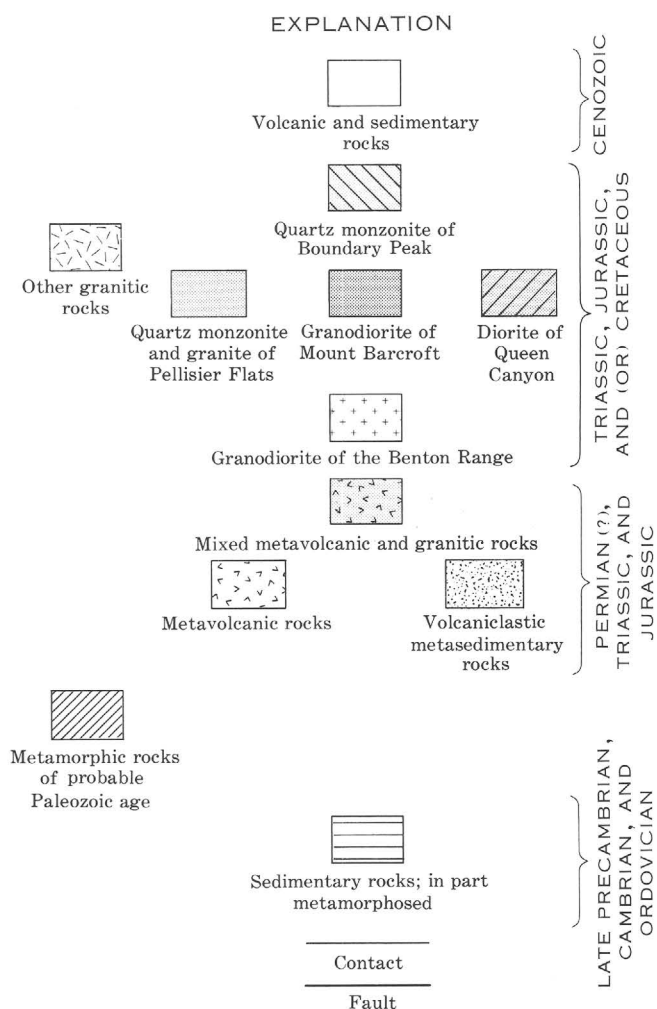 EXPLANATION
Volcanic and sedimentary
rocks
CENOZOIC
Quartz monzonite of
Boundary Peak
Other granitic
rocks
Quartz monzonite
and granite of
Pellisier Flats
Granodiorite of
Mount Barcroft
Diorite of
Queen
Canyon
Granodiorite of the Benton Range
TRIASSIC, JURASSIC,
AND (OR) CRETACEOUS
Mixed metavolcanic and granitic rocks
Metavolcanic rocks
Volcaniclastic
metasedimentary
rocks
PERMIAN(?),
TRIASSIC, AND
JURASSIC
Metamorphic rocks
of probable
Paleozoic age
Sedimentary rocks; in part
metamorphosed
LATE PRECAMBRIAN,
CAMBRIAN, AND
ORDOVICIAN
Contact
Fault